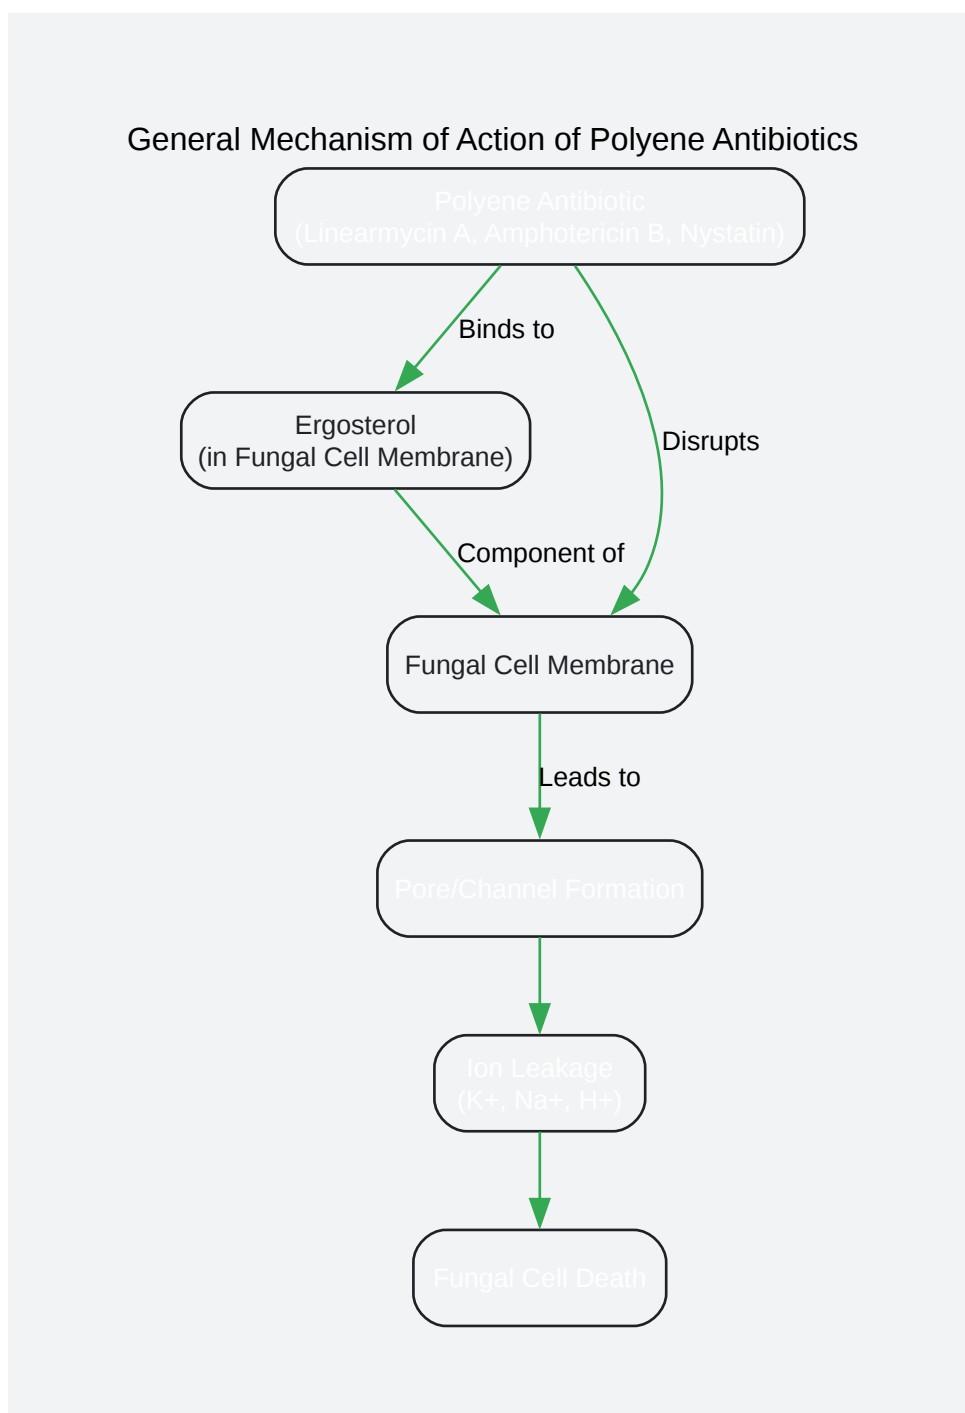 General Mechanism of Action of Polyene Antibiotics
Polyene Antibiotic
(Linearmycin A, Amphotericin B, Nystatin)
Binds to
Ergosterol
(in Fungal Cell Membrane)
Disrupts
Component of
Fungal Cell Membrane
Leads to
Pore/Channel Formation
Ion Leakage
(K+, Na+, H+)
Fungal Cell Death